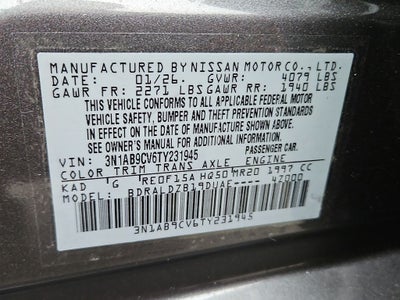 MANUFACTURED BY NISSAN MOTOR CO., LTD.
DATE: 01/26. GVWR: 4079 LBS
GAWR FR: 2271 LBS GAWR RR: 1940 LBS
THIS VEHICLE CONFORMS TO ALL APPLICABLE FEDERAL MOTOR
VEHICLE SAFETY, BUMPER AND THEFT PREVENTION STANDARDS
IN EFFECT ON THE DATE OF MANUFACTURE SHOWN ABOVE.
SEE OWNER'S MANUAL FOR ADDITIONAL INFORMATION.
VIN: 3N1AB9CV6TY231945 PASSENGER CAR.
COLOR TRIM TRANS AXLE ENGINE
KAD G RE0F15A HG50 MR20 1997 CC
MODEL: BDRALDZB19DUAE---- 47000
3N1AB9CV6TY231945